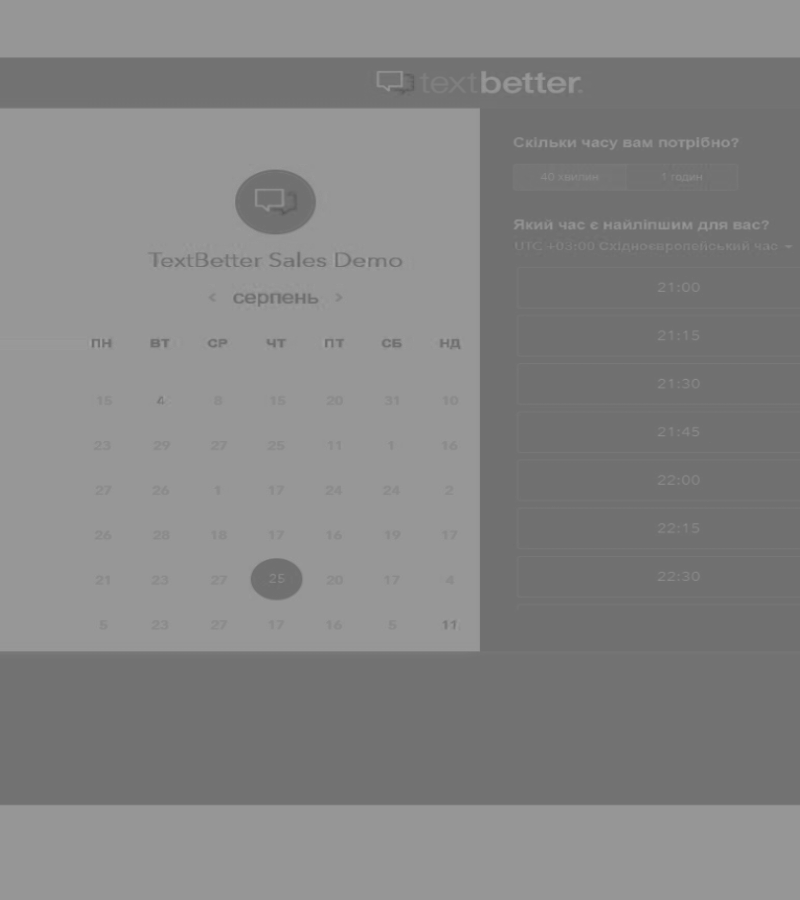 textbetter.
TextBetter Sales Demo
‹ серпень ›
ПН ВТ СР ЧТ ПТ СБ НД
15 4 8 15 20 31 10
23 29 27 25 11 1 16
27 26 1 17 24 24 2
26 28 18 17 16 19 17
21 23 27 25 20 17 4
5 23 27 17 16 5 11
Скільки часу вам потрібно?
40 хвилин 1 годин
Який час є найліпшим для вас?
UTC +03:00 Східноєвропейський час
21:00
21:15
21:30
21:45
22:00
22:15
22:30